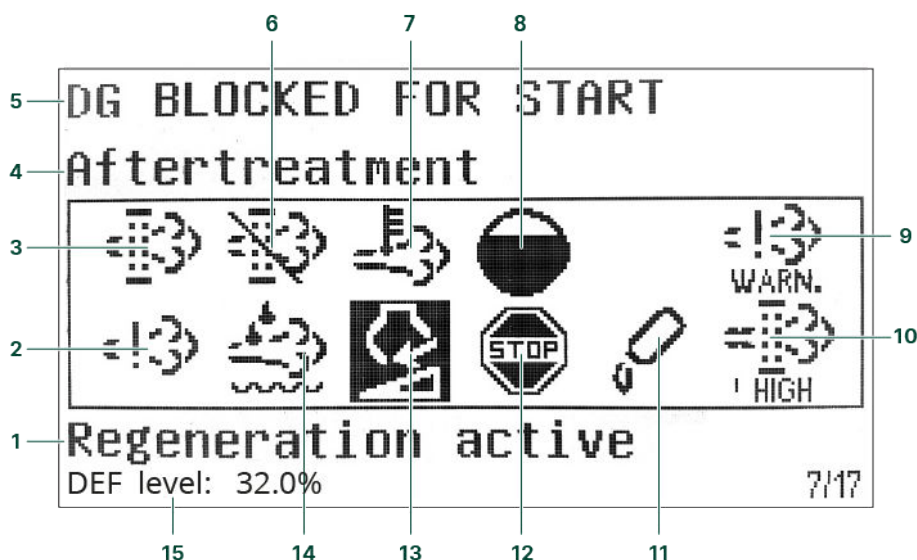 6 7 8
5 DG BLOCKED FOR START
4 Aftertreatment
3 9
WARN.
2 STOP 10
! HIGH
1 Regeneration active
DEF level: 32.0% 7/17
15 14 13 12 11